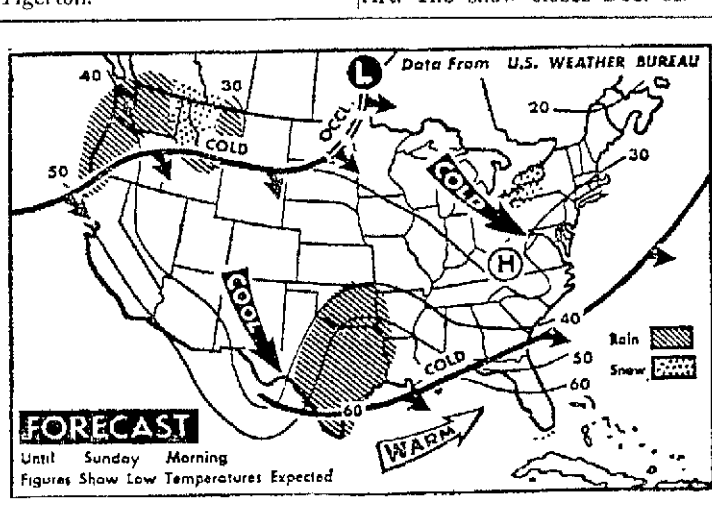 Tigerton.
Data From U.S. WEATHER BUREAU
L
40
30
OCCL.
20
COLD
50
30
COLD
H
COOL
40
Rain
COLD
50
Snow
60
60
WARM
FORECAST
Until Sunday Morning
Figures Show Low Temperatures Expected